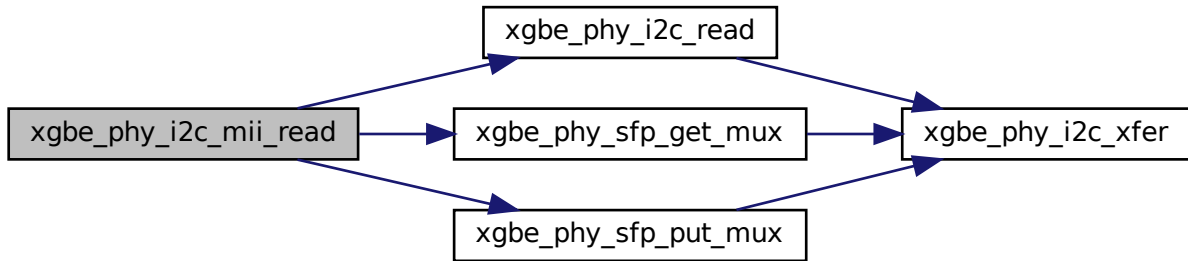 xgbe_phy_i2c_read
xgbe_phy_i2c_mii_read
xgbe_phy_sfp_get_mux
xgbe_phy_i2c_xfer
xgbe_phy_sfp_put_mux